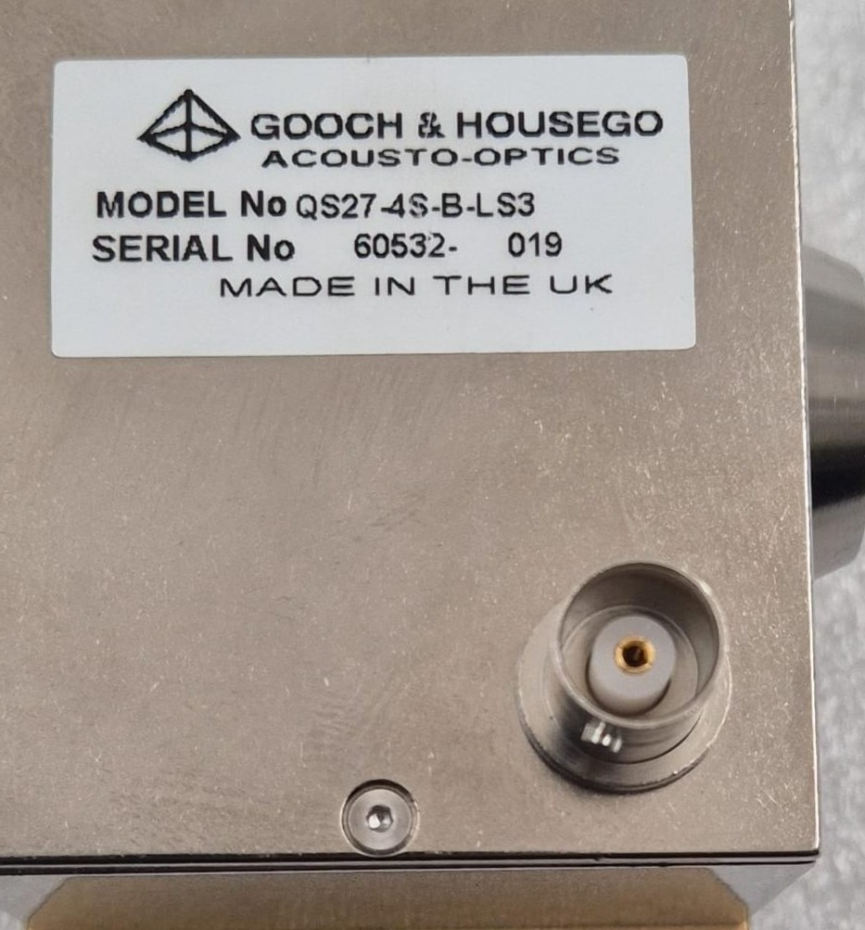 GOOCH & HOUSEGO
ACOUSTO-OPTICS
MODEL No QS27-4S-B-LS3
SERIAL No 60532- 019
MADE IN THE UK